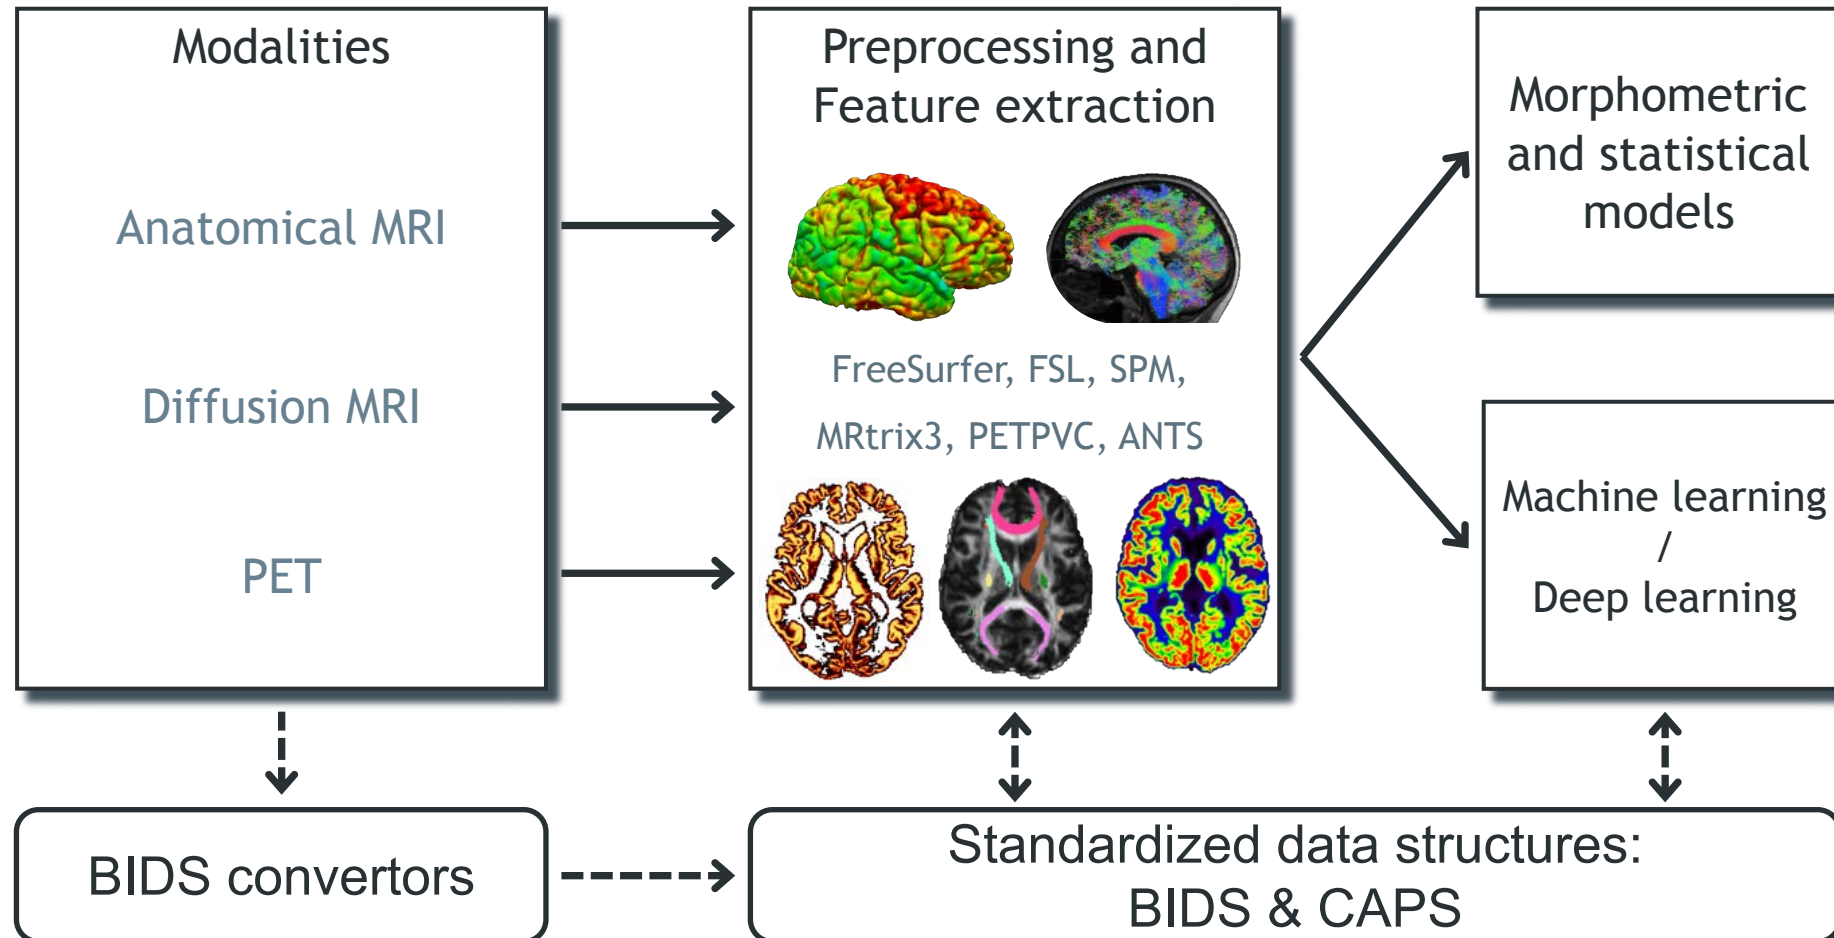 Modalities
Anatomical MRI
Diffusion MRI
PET
Preprocessing and
Feature extraction
FreeSurfer, FSL, SPM,
MRtrix3, PETPVC, ANTS
Morphometric
and statistical
models
Machine learning
/
Deep learning
BIDS convertors
Standardized data structures:
BIDS & CAPS